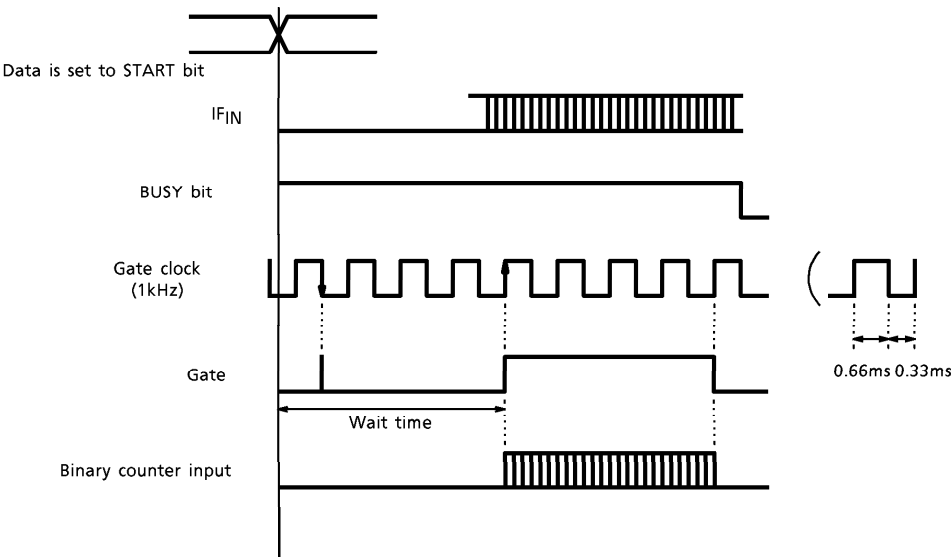 Data is set to START bit
IFIN
BUSY bit
Gate clock
(1kHz)
0.66ms 0.33ms
Gate
Wait time
Binary counter input